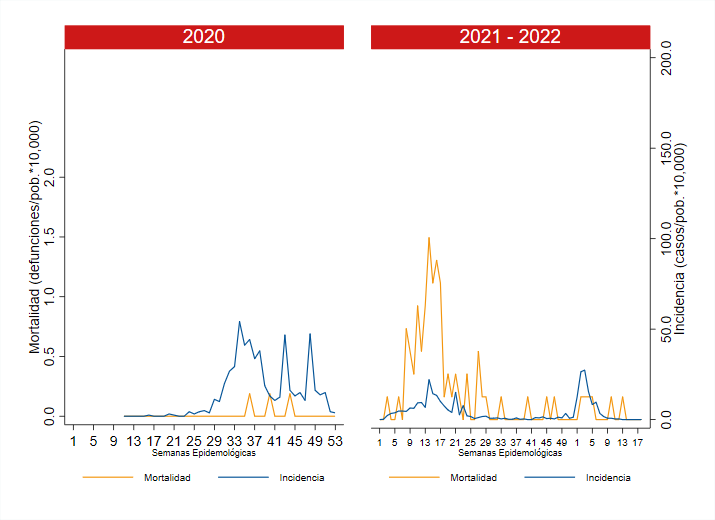 2020
2021 - 2022
Mortalidad (defunciones/pob.*10,000)
0.0 0.5 1.0 1.5 2.0
1 5 9 13 17 21 25 29 33 37 41 45 49 53
Semanas Epidemológicas
Mortalidad Incidencia
Incidencia (casos/pob.*10,000)
0.0 50.0 100.0 150.0 200.0
1 5 9 13 17 21 25 29 33 37 41 45 49 1 5 9 13 17
Semanas Epidemológicas
Mortalidad Incidencia